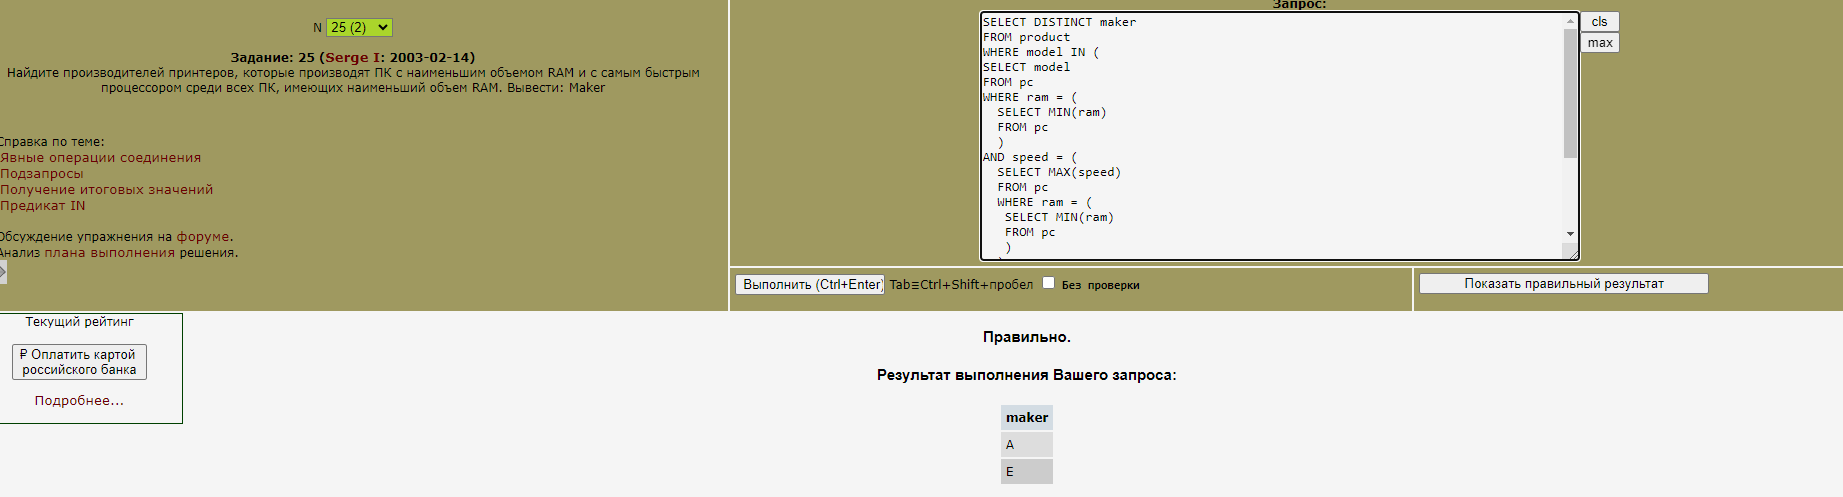 N 25 (2)
Задание: 25 (Serge I: 2003-02-14)
Найдите производителей принтеров, которые производят ПК с наименьшим объемом RAM и с самым быстрым
процессором среди всех ПК, имеющих наименьший объем RAM. Вывести: Maker
Справка по теме:
Явные операции соединения
Подзапросы
Получение итоговых значений
Предикат IN
Обсуждение упражнения на форуме.
Анализ плана выполнения решения.
Запрос:
SELECT DISTINCT maker
FROM product
WHERE model IN (
SELECT model
FROM pc
WHERE ram = (
SELECT MIN(ram)
FROM pc
)
AND speed = (
SELECT MAX(speed)
FROM pc
WHERE ram = (
SELECT MIN(ram)
FROM pc
)
cls
max
Выполнить (Ctrl+Enter) Tab≡Ctrl+Shift+пробел Без проверки
Показать правильный результат
Текущий рейтинг
₽ Оплатить картой
российского банка
Подробнее...
Правильно.
Результат выполнения Вашего запроса:
maker
A
E